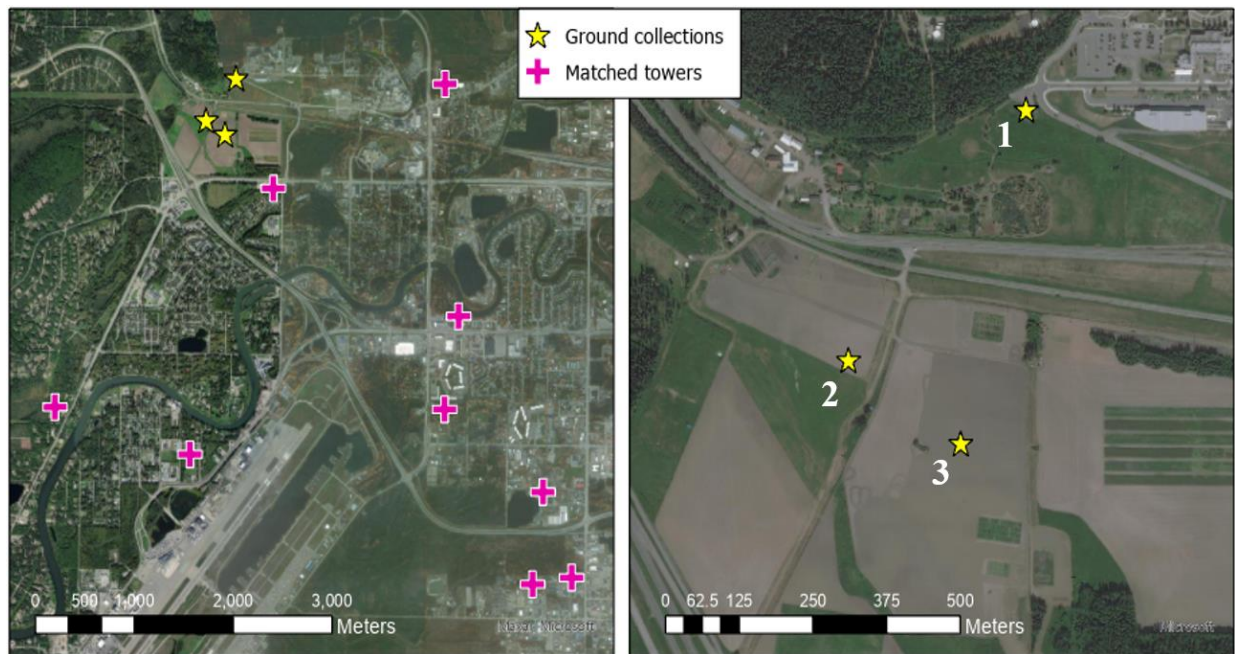 Ground collections
Matched towers
1
2
3
0 500 1,000 2,000 3,000
Meters
0 62.5 125 250 375 500
Meters
Microsoft